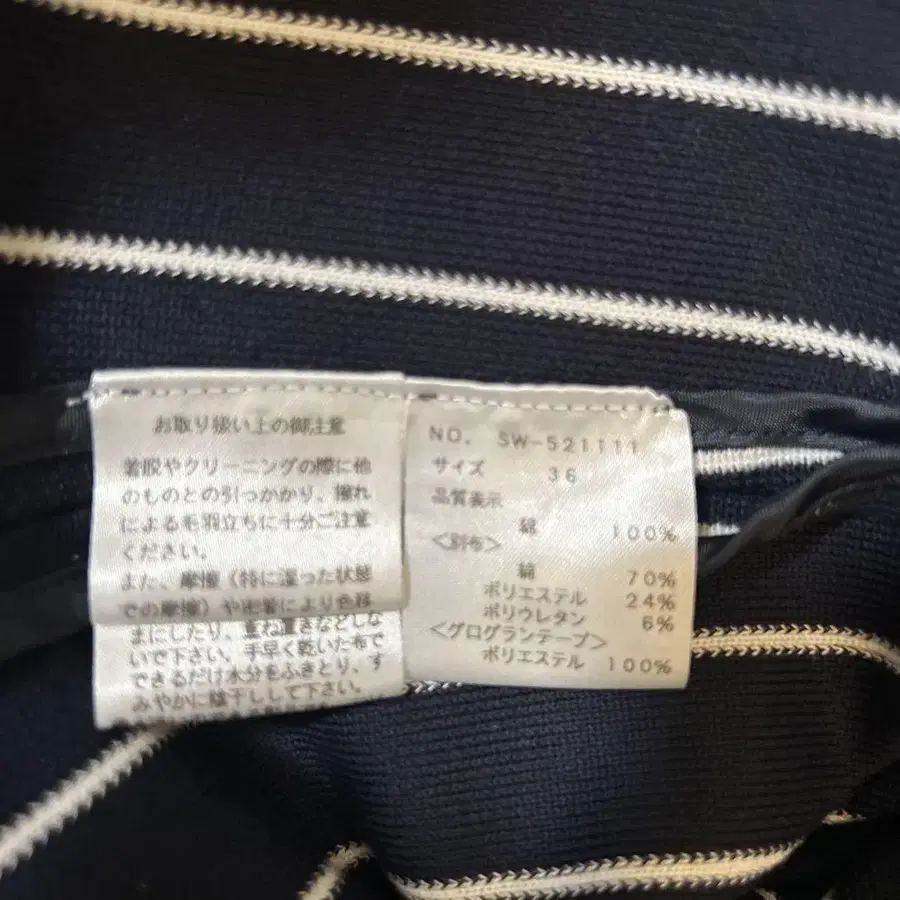 お取り扱い上の御注意
着脱やクリーニングの際に他
のものとの引っかかり、擦れ
による毛羽立ちに十分ご注意
ください。
また、摩擦（特に湿った状態
での摩擦）や密着により色移
まにしたり、重ね置きなどしな
いで下さい。手早く乾いた布で
できるだけ水分をふきとり、す
みやかに陰干しして下さい。
NO. SW-521111
サイズ 36
品質表示
綿 100%
<別布>
綿 70%
ポリエステル 24%
ポリウレタン 6%
<グログランテープ>
ポリエステル 100%